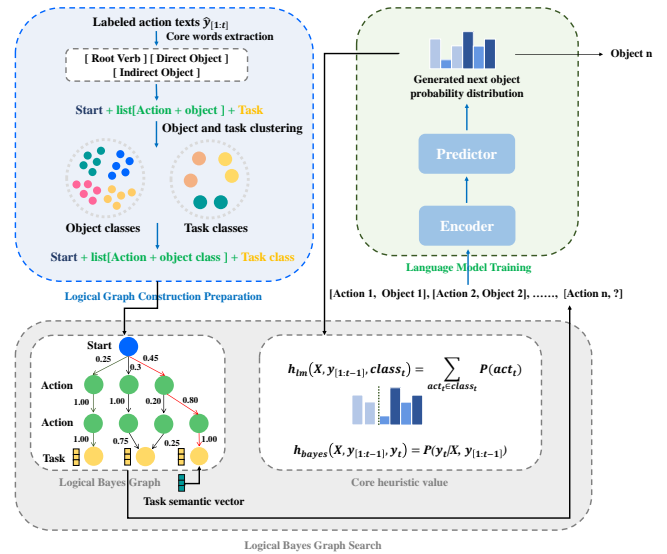 Labeled action texts ŷ[1:t]
Core words extraction
[ Root Verb ] [ Direct Object ]
[ Indirect Object ]
Start + list[Action + object ] + Task
Object and task clustering
Object classes
Task classes
Start + list[Action + object class ] + Task class
Logical Graph Construction Preparation
Generated next object
probability distribution
Object n
Predictor
Encoder
Language Model Training
[Action 1, Object 1], [Action 2, Object 2], ……, [Action n, ?]
Start
0.25
0.3
0.45
Action
1.00
1.00
0.20
0.80
Action
1.00
0.75
0.25
1.00
Task
Logical Bayes Graph
Task semantic vector
h_lm(X, y[1:t-1], class_t) = ∑_{act_t∈class_t} P(act_t)
h_bayes(X, y[1:t-1], y_t) = P(y_t/X, y[1:t-1])
Core heuristic value
Logical Bayes Graph Search